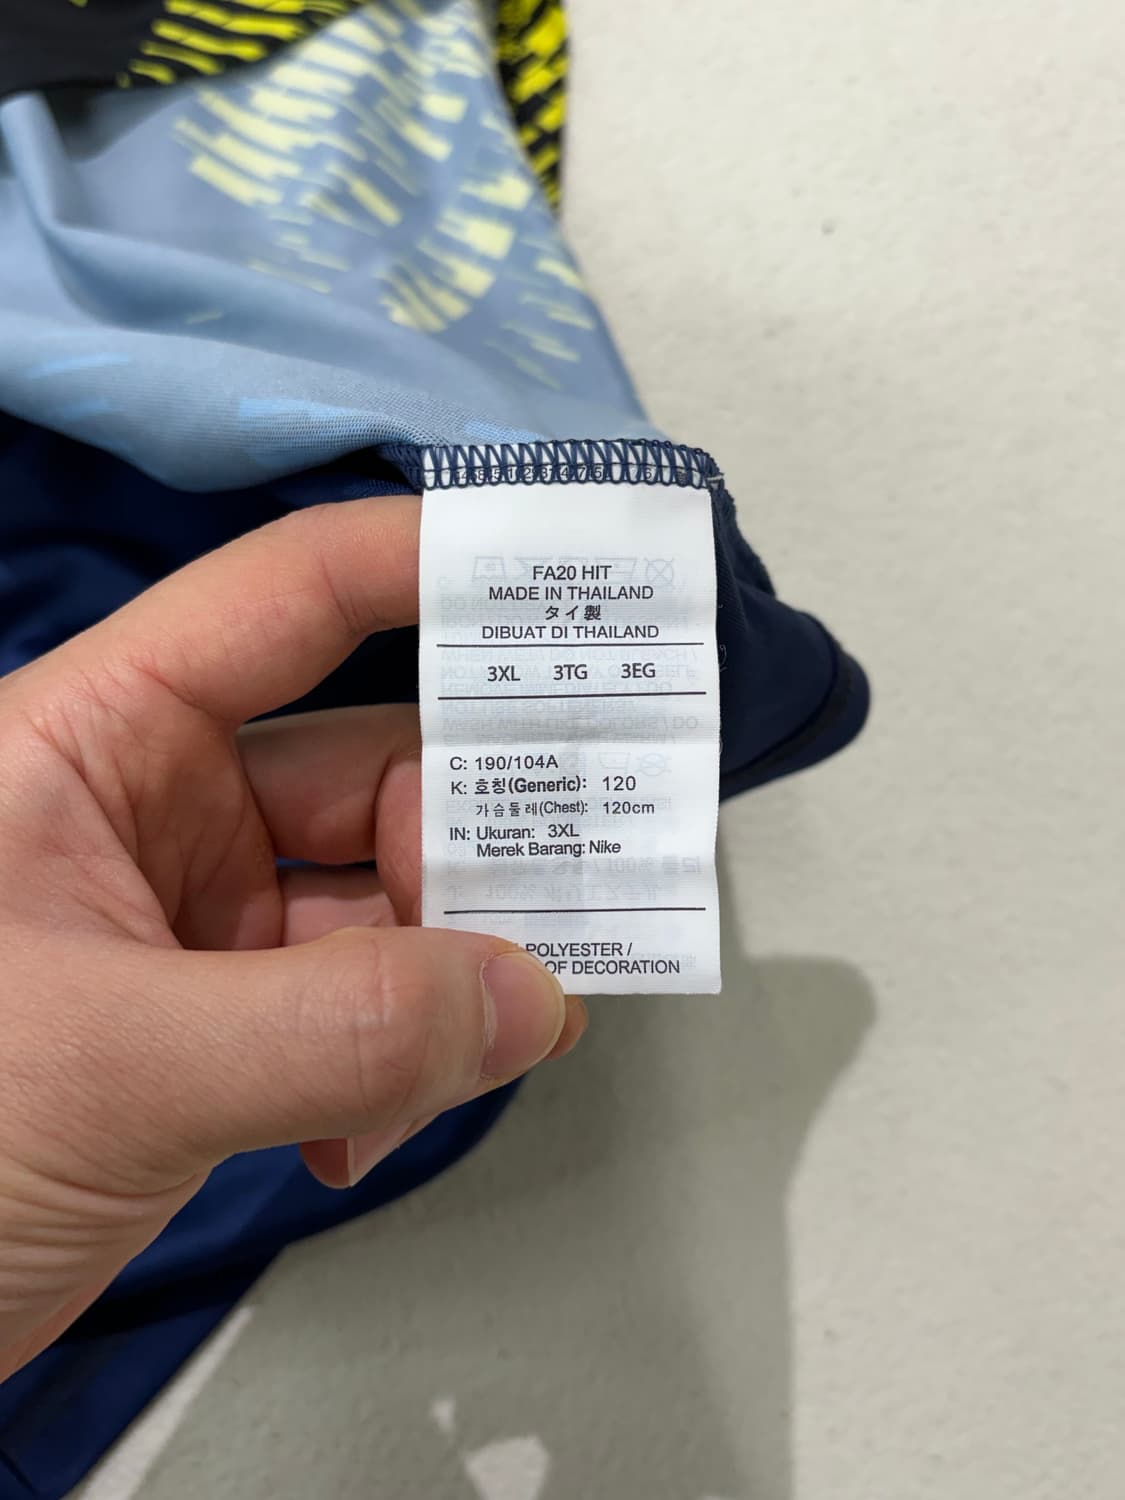 FA20 HIT
MADE IN THAILAND
タイ製
DIBUAT DI THAILAND
3XL 3TG 3EG
C: 190/104A
K: 호칭(Generic): 120
가슴둘레(Chest): 120cm
IN: Ukuran: 3XL
Merek Barang: Nike
POLYESTER /
OF DECORATION